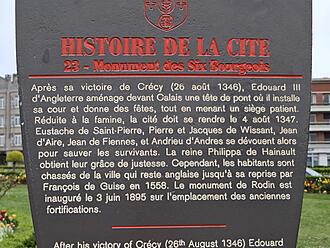 HISTOIRE DE LA CITE
23 - Monument des Six Bourgeois
Après sa victoire de Crécy (26 août 1346), Edouard III
d'Angleterre aménage devant Calais une tête de pont où il installe
sa cour et donne des fêtes, tout en menant un siège patient.
Réduite à la famine, la cité doit se rendre le 4 août 1347.
Eustache de Saint-Pierre, Pierre et Jacques de Wissant, Jean
d'Aire, Jean de Fiennes, et Andrieu d'Andres se dévouent alors
pour sauver les survivants. La reine Philippa de Hainault
obtient leur grâce de justesse. Cependant, les habitants sont
chassés de la ville qui reste anglaise jusqu'à sa reprise par
François de Guise en 1558. Le monument de Rodin est
inauguré le 3 juin 1895 sur l'emplacement des anciennes
fortifications.
After his victory of Crécy (26th August 1346) Edouard